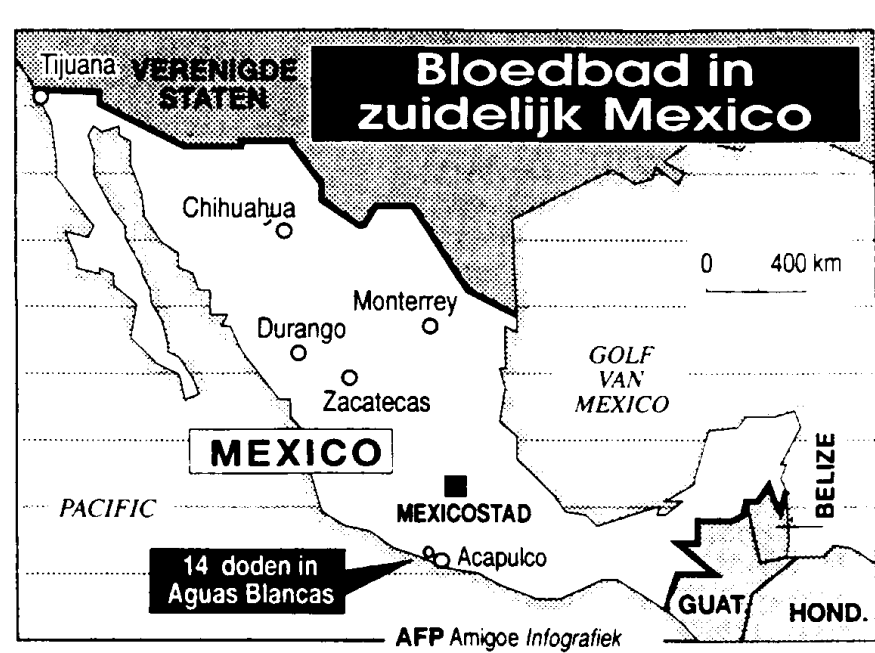 Bloedbad in
zuidelijk Mexico
Tijuana
VERENIGDE
STATEN
Chihuahua
0 400 km
Monterrey
Durango
GOLF
VAN
MEXICO
Zacatecas
MEXICO
BELIZE
PACIFIC
MEXICOSTAD
14 doden in
Aguas Blancas
Acapulco
GUAT.
HOND.
AFP Amigoe Infografiek